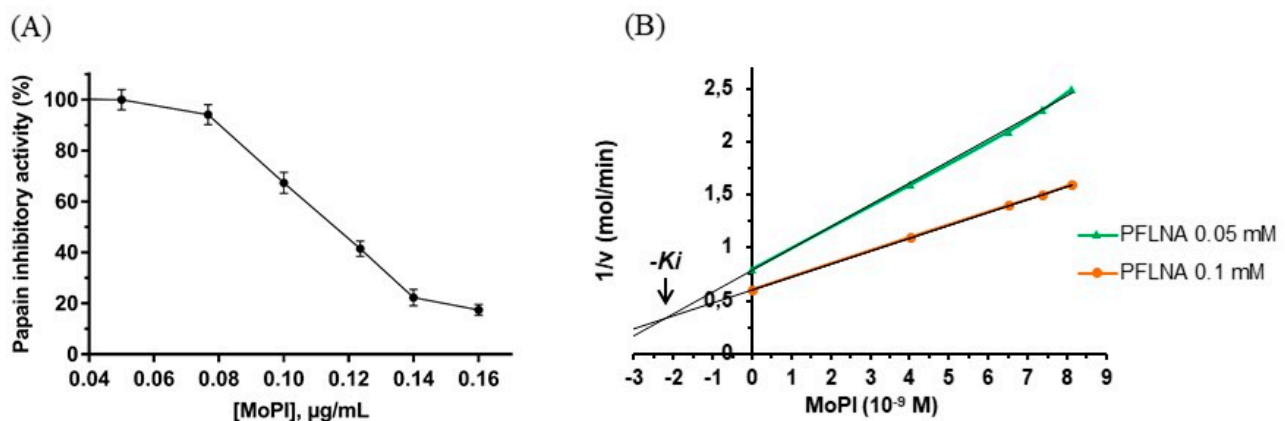 (A)
Papain inhibitory activity (%)
100
80
60
40
20
0
0.04 0.06 0.08 0.10 0.12 0.14 0.16
[MoPI], µg/mL
(B)
1/v (mol/min)
2,5
2
1,5
1
0,5
0
-Ki
-3 -2 -1 0 1 2 3 4 5 6 7 8 9
MoPI (10⁻⁹ M)
PFLNA 0.05 mM
PFLNA 0.1 mM